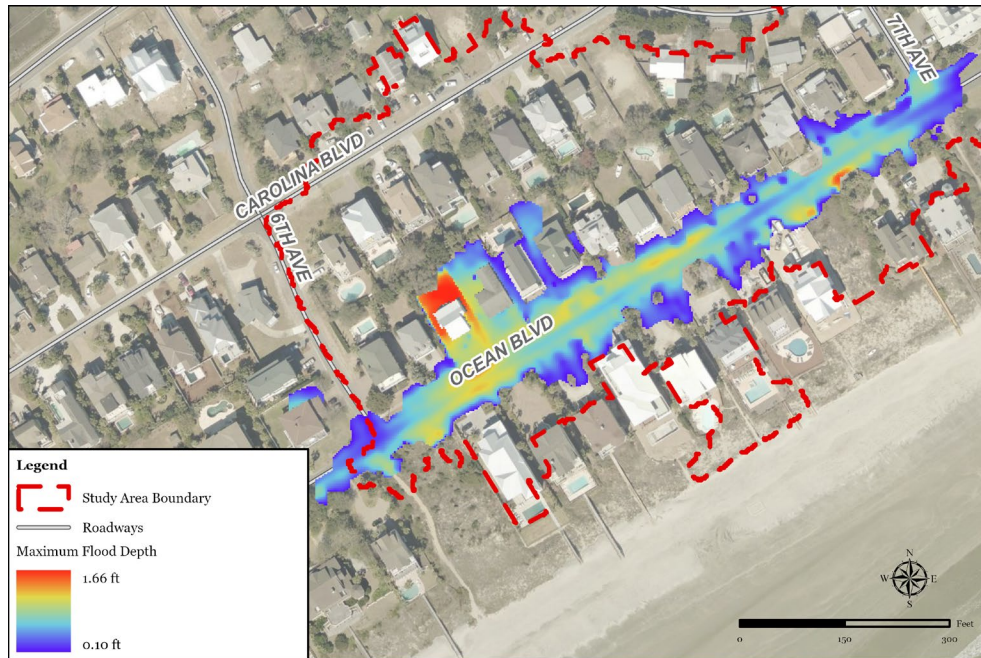 7TH AVE
CAROLINA BLVD
6TH AVE
OCEAN BLVD
Legend
Study Area Boundary
Roadways
Maximum Flood Depth
1.66 ft
0.10 ft
N
W E
S
Feet
0 150 300